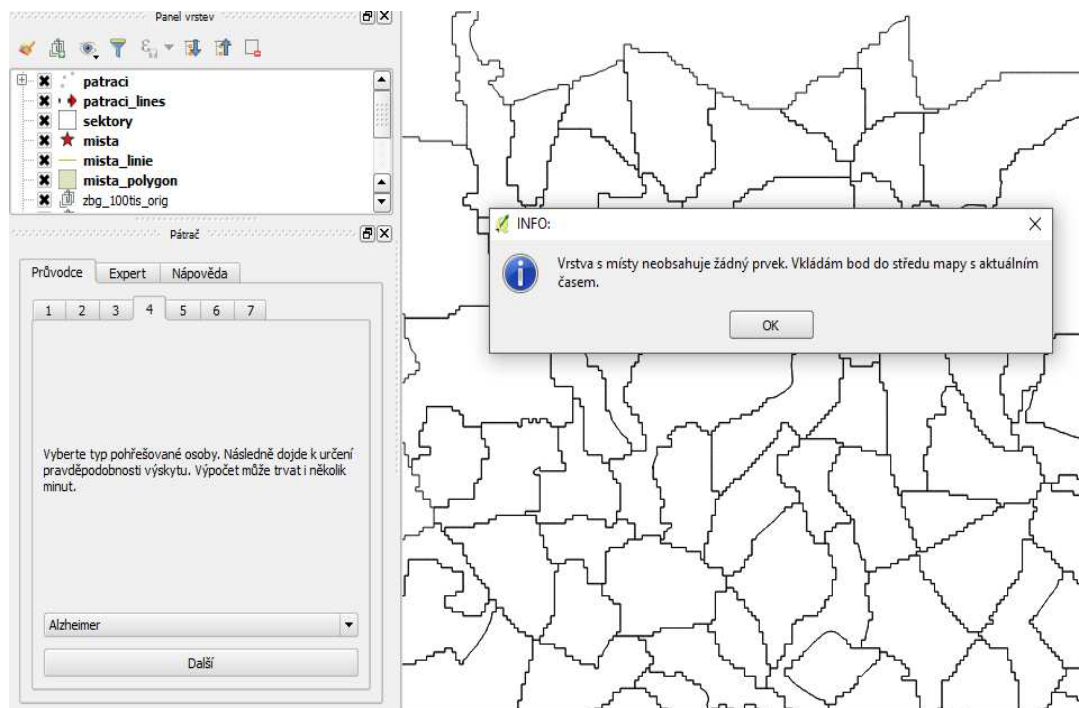 Panel vrstev
patraci
patraci_lines
sektory
mista
mista_linie
mista_polygon
zbg_100tis_orig
Pátrač
Průvodce Expert Nápověda
1 2 3 4 5 6 7
Vyberte typ pohřešované osoby. Následně dojde k určení
pravděpodobnosti výskytu. Výpočet může trvat i několik
minut.
Alzheimer
Další
INFO:
Vrstva s místy neobsahuje žádný prvek. Vkládám bod do středu mapy s aktuálním
časem.
OK